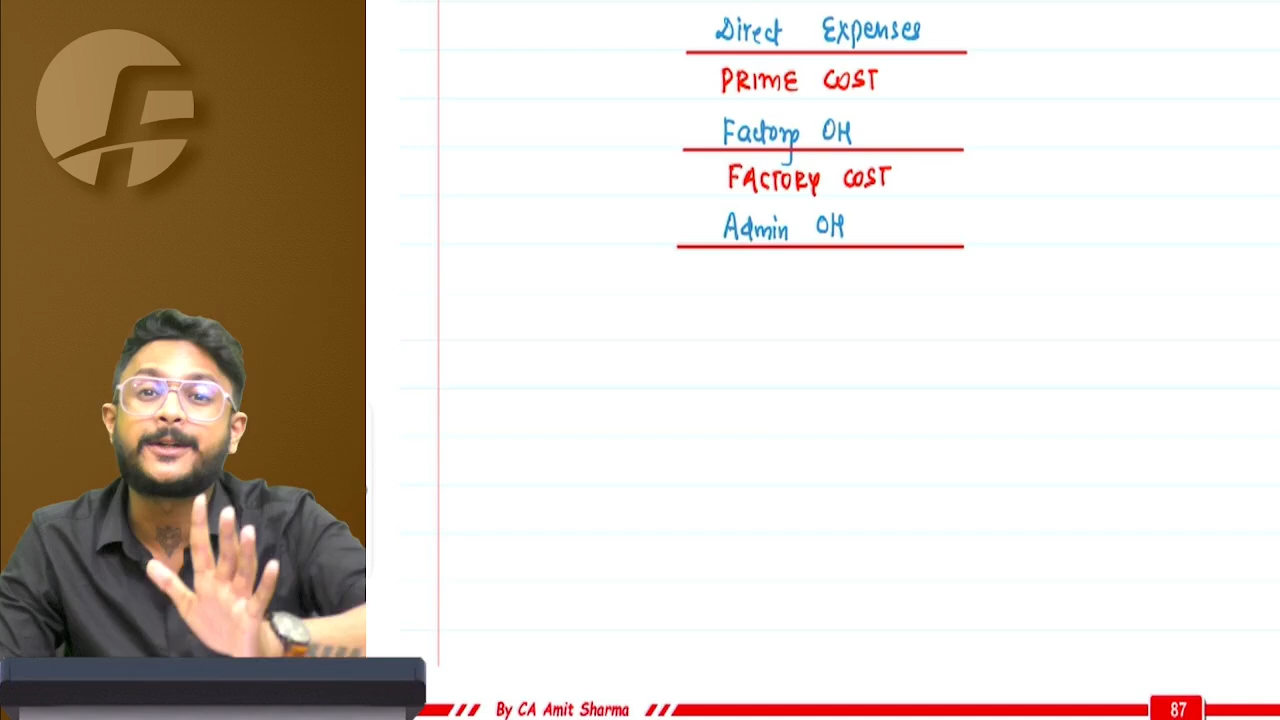 Direct Expenses
PRIME COST
Factory OH
FACTORY COST
Admin OH
By CA Amit Sharma
87